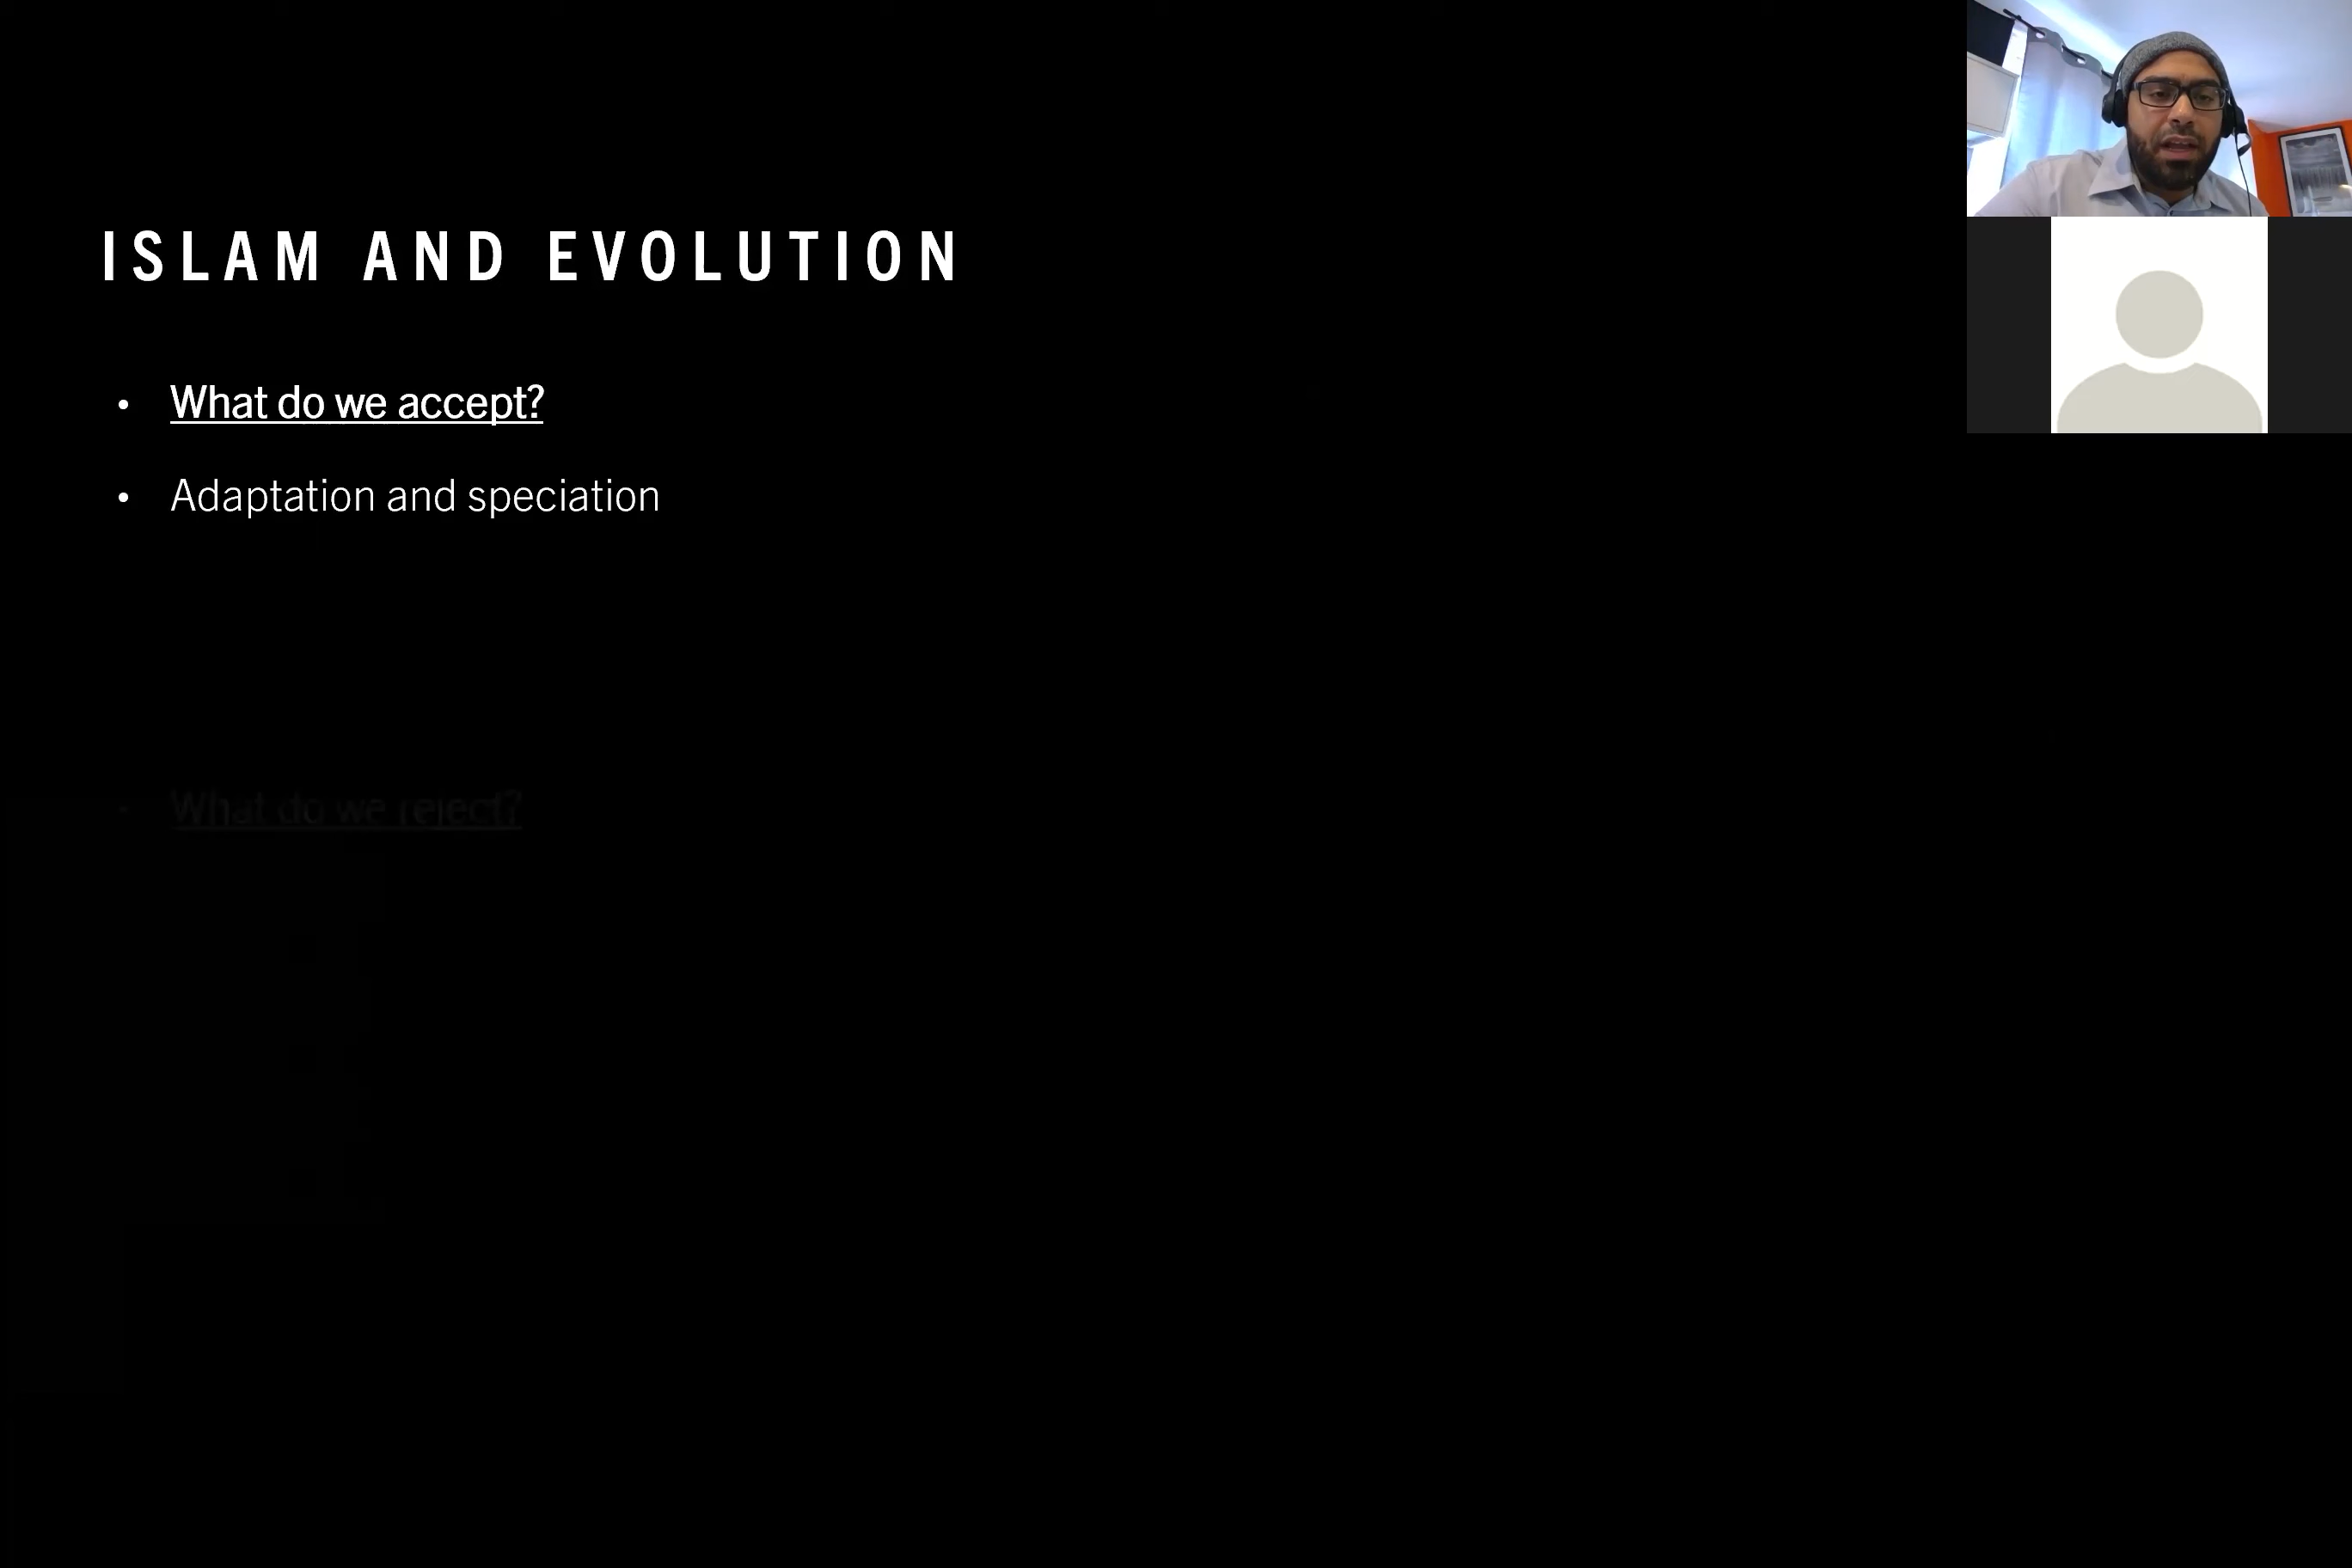 ISLAM AND EVOLUTION
• What do we accept?
• Adaptation and speciation
• What do we reject?